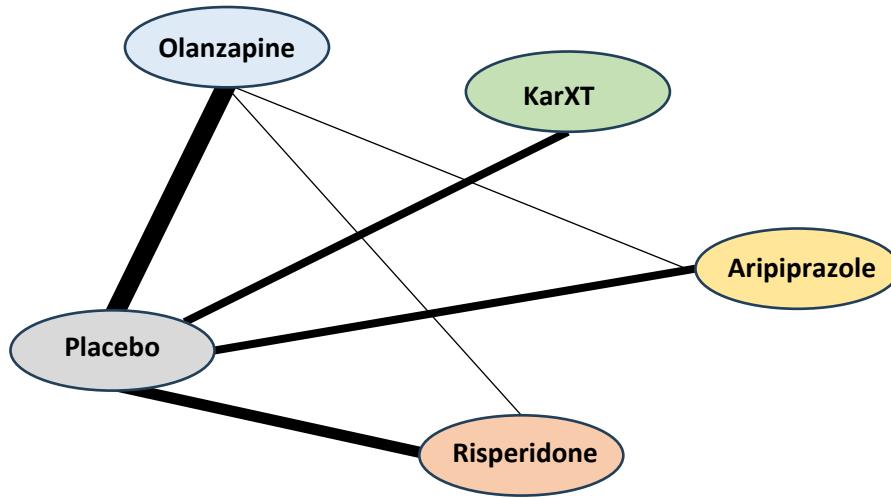 Olanzapine
KarXT
Aripiprazole
Placebo
Risperidone